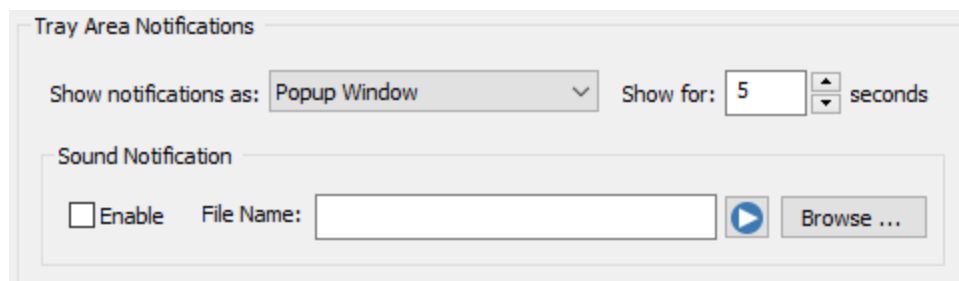 Tray Area Notifications
Show notifications as: Popup Window Show for: 5 seconds
Sound Notification
Enable File Name: Browse ...